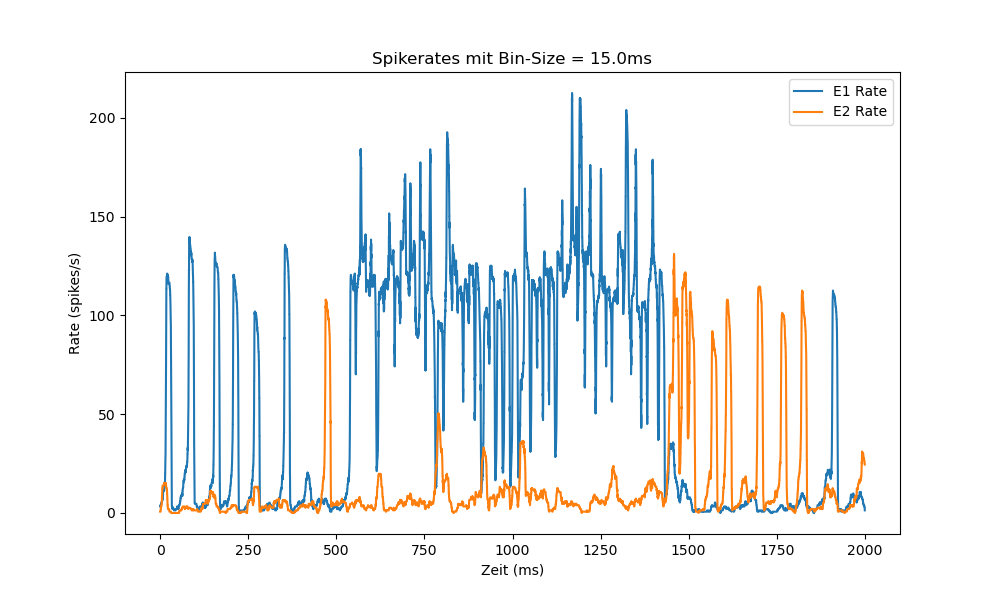 Spikerates mit Bin-Size = 15.0ms
E1 Rate
E2 Rate
200
150
100
50
0
Rate (spikes/s)
0 250 500 750 1000 1250 1500 1750 2000
Zeit (ms)